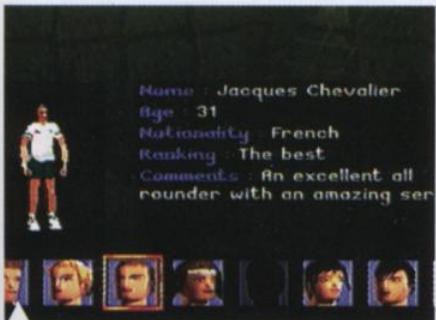 Name : Jacques Chevalier
Age : 31
Nationality : French
Ranking : The best
Comments : An excellent all
rounder with an amazing ser